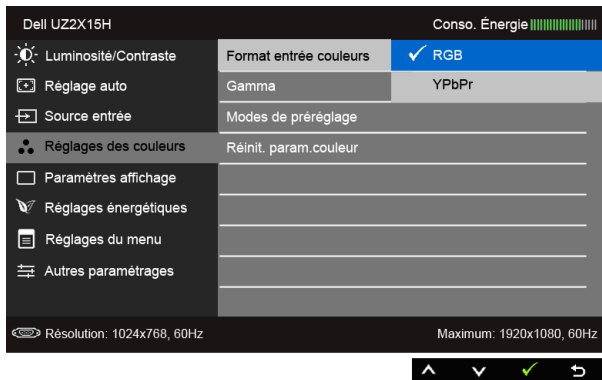 Dell UZ2X15H Conso. Énergie
Luminosité/Contraste Format entrée couleurs RGB
Réglage auto Gamma YPbPr
Source entrée Modes de préréglage
Réglages des couleurs Réinit. param.couleur
Paramètres affichage
Réglages énergétiques
Réglages du menu
Autres paramétrages
Résolution: 1024x768, 60Hz Maximum: 1920x1080, 60Hz